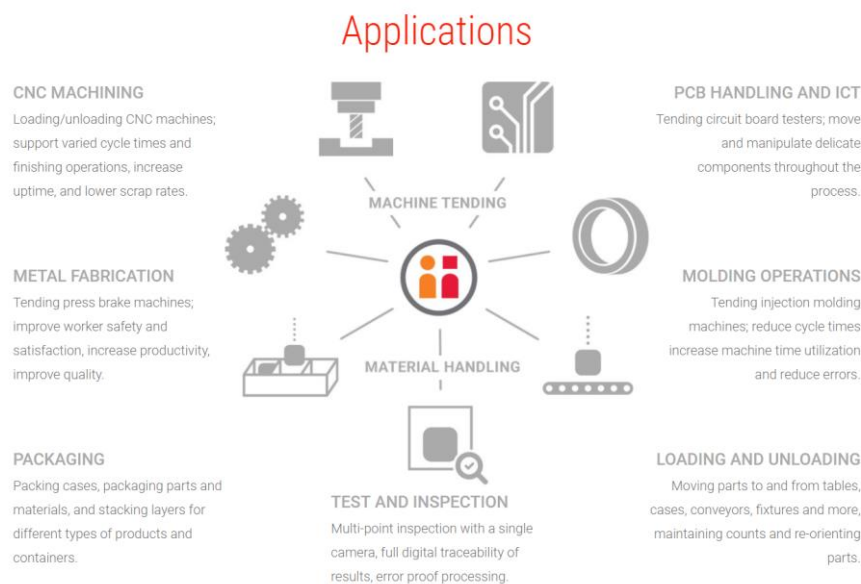 Applications
CNC MACHINING
Loading/unloading CNC machines;
support varied cycle times and
finishing operations, increase
uptime, and lower scrap rates.
PCB HANDLING AND ICT
Tending circuit board testers; move
and manipulate delicate
components throughout the
process.
MACHINE TENDING
METAL FABRICATION
Tending press brake machines;
improve worker safety and
satisfaction, increase productivity,
improve quality.
MOLDING OPERATIONS
Tending injection molding
machines; reduce cycle times
increase machine time utilization
and reduce errors.
MATERIAL HANDLING
PACKAGING
Packing cases, packaging parts and
materials, and stacking layers for
different types of products and
containers.
TEST AND INSPECTION
Multi-point inspection with a single
camera, full digital traceability of
results, error proof processing.
LOADING AND UNLOADING
Moving parts to and from tables,
cases, conveyors, fixtures and more,
maintaining counts and re-orienting
parts.